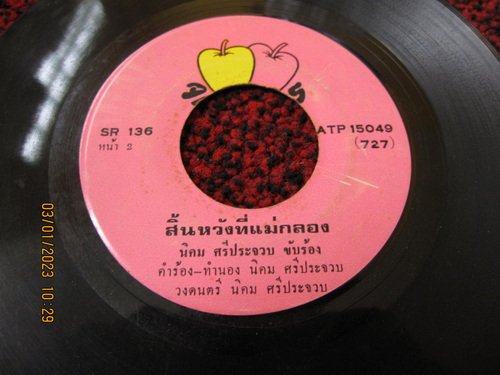 SR 136
หน้า 2
ATP 15049
(727)
สิ้นหวังที่แม่กลอง
นิคม ศรีประจวบ ขับร้อง
คำร้อง-ทำนอง นิคม ศรีประจวบ
วงดนตรี นิคม ศรีประจวบ
03/01/2023 10:29